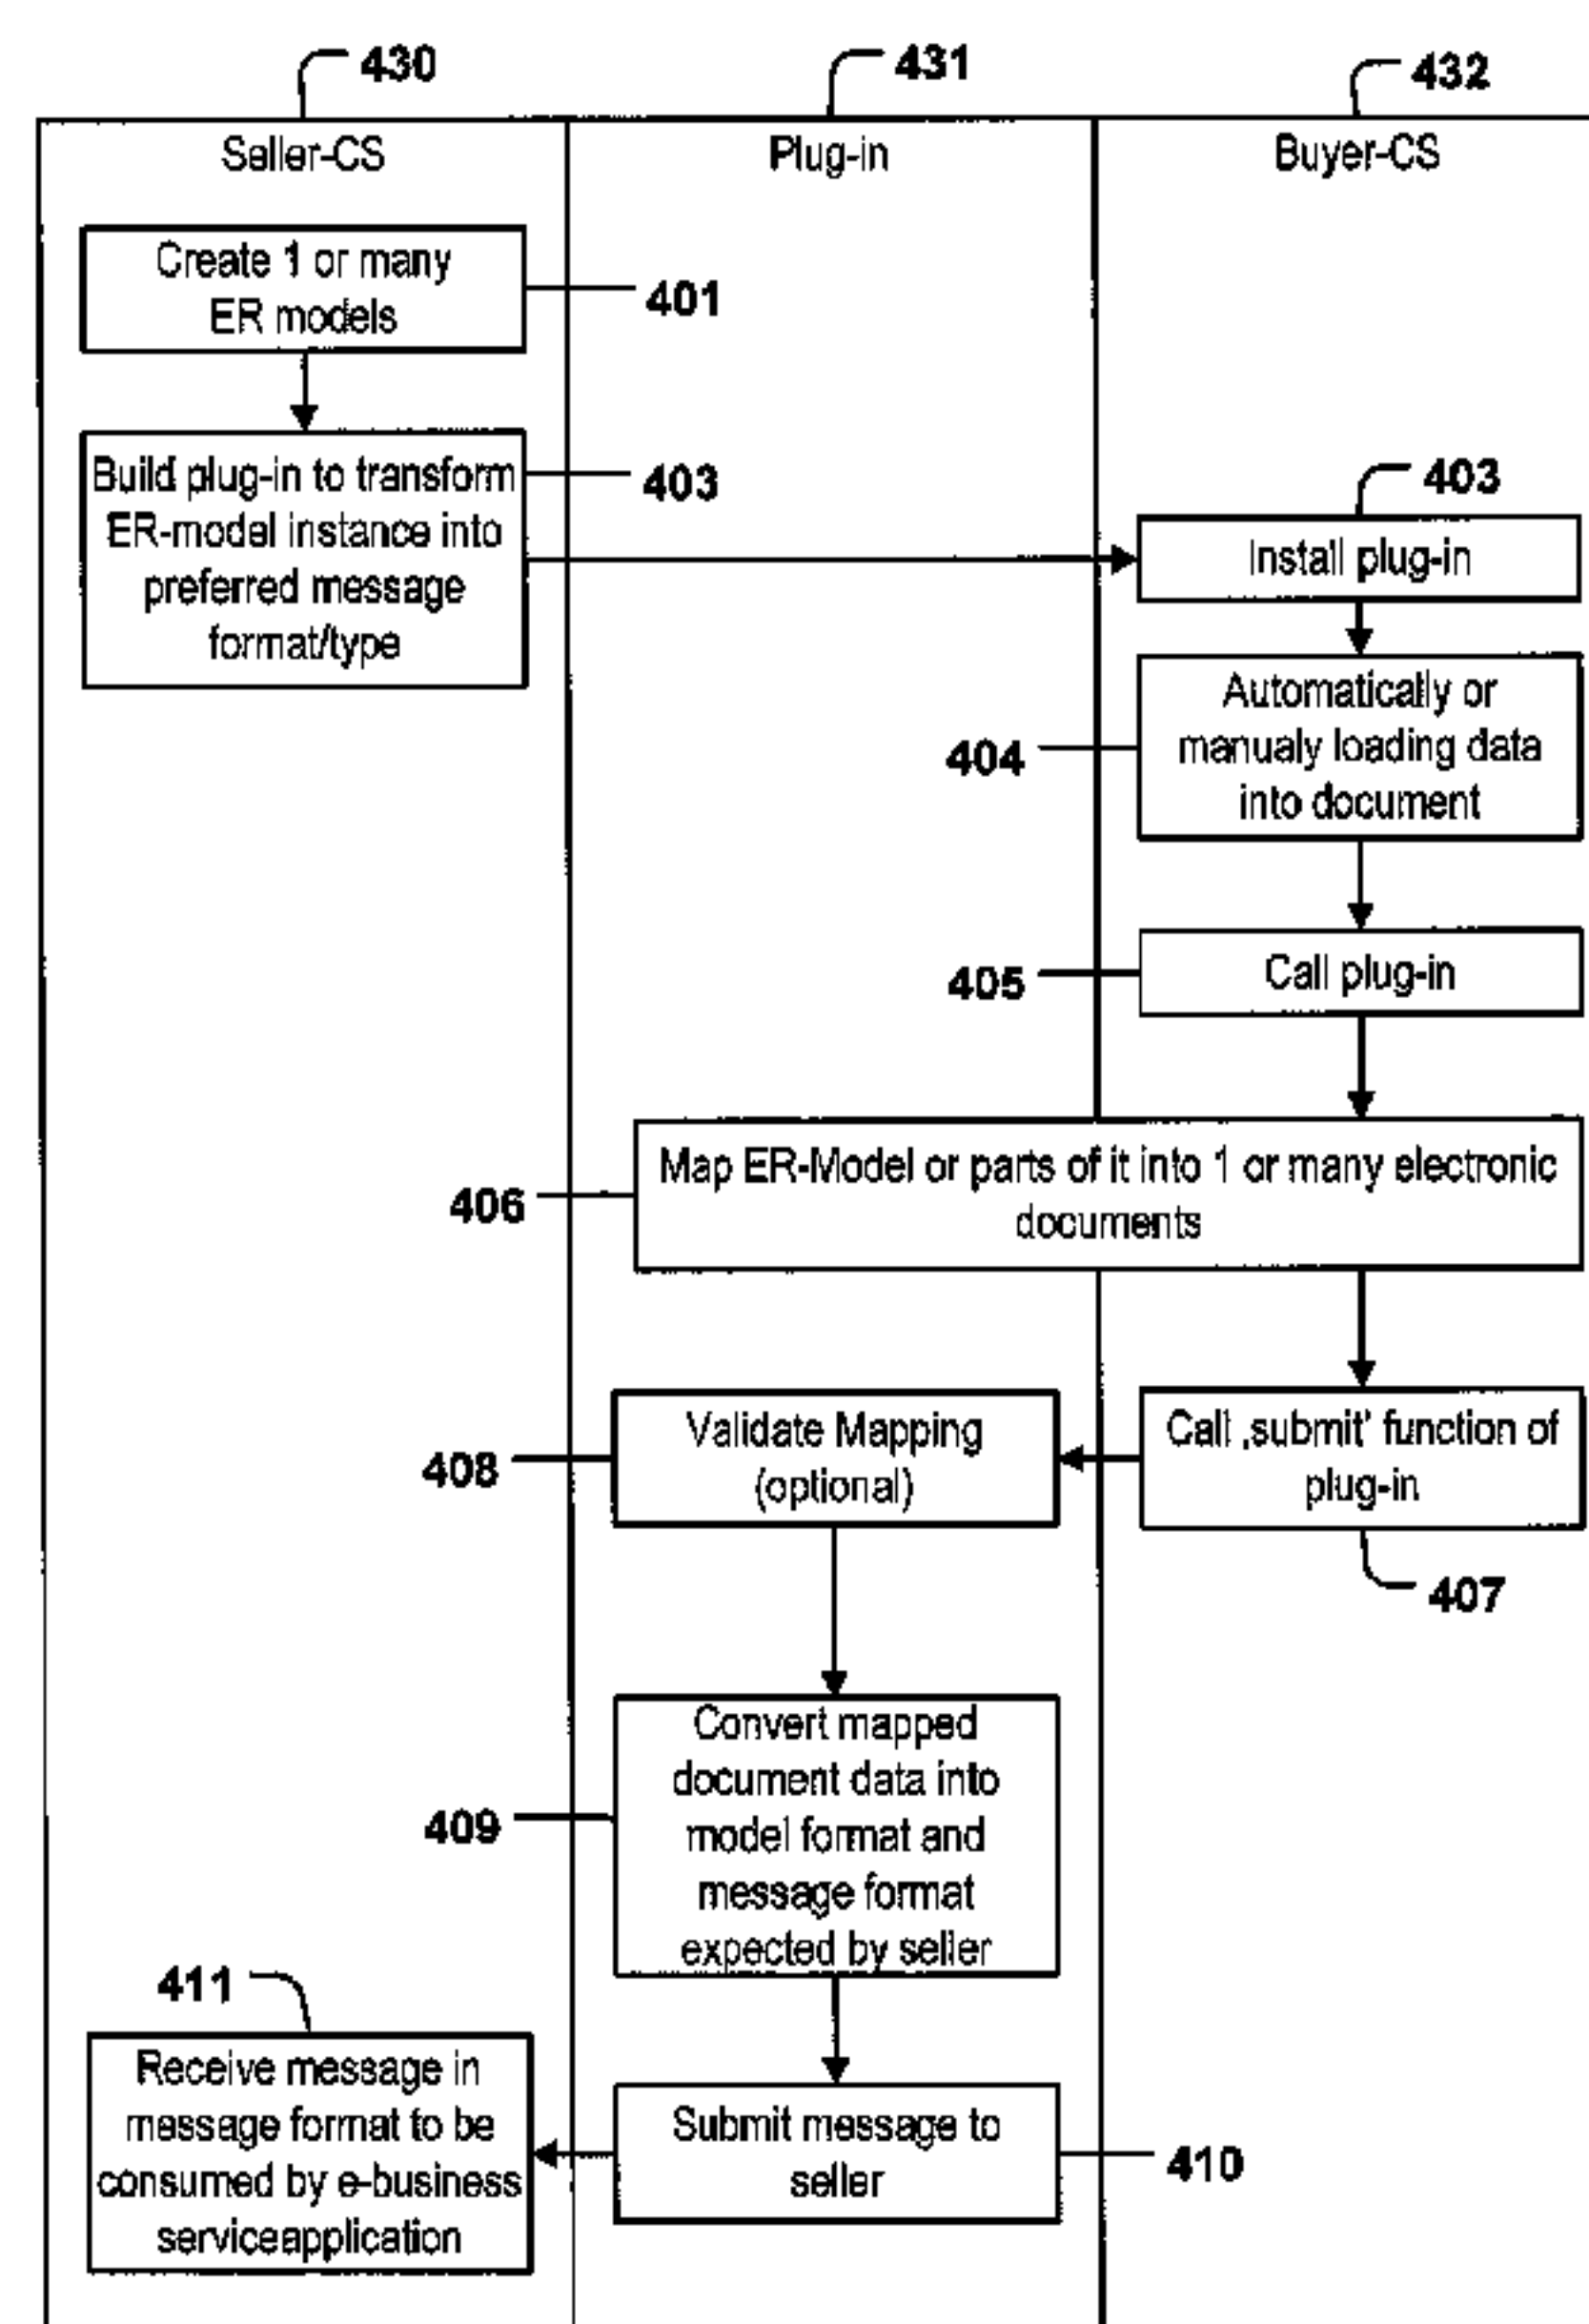 430
431
432
Seller-CS
Plug-in
Buyer-CS
Create 1 or many
ER models
401
Build plug-in to transform
ER-model instance into
preferred message
format/type
403
403
Install plug-in
Automatically or
manualy loading data
into document
404
Call plug-in
405
Map ER-Model or parts of it into 1 or many electronic
documents
406
Validate Mapping
(optional)
408
Call ‚submit' function of
plug-in
407
Convert mapped
document data into
model format and
message format
expected by seller
409
411
Receive message in
message format to be
consumed by e-business
serviceapplication
Submit message to
seller
410